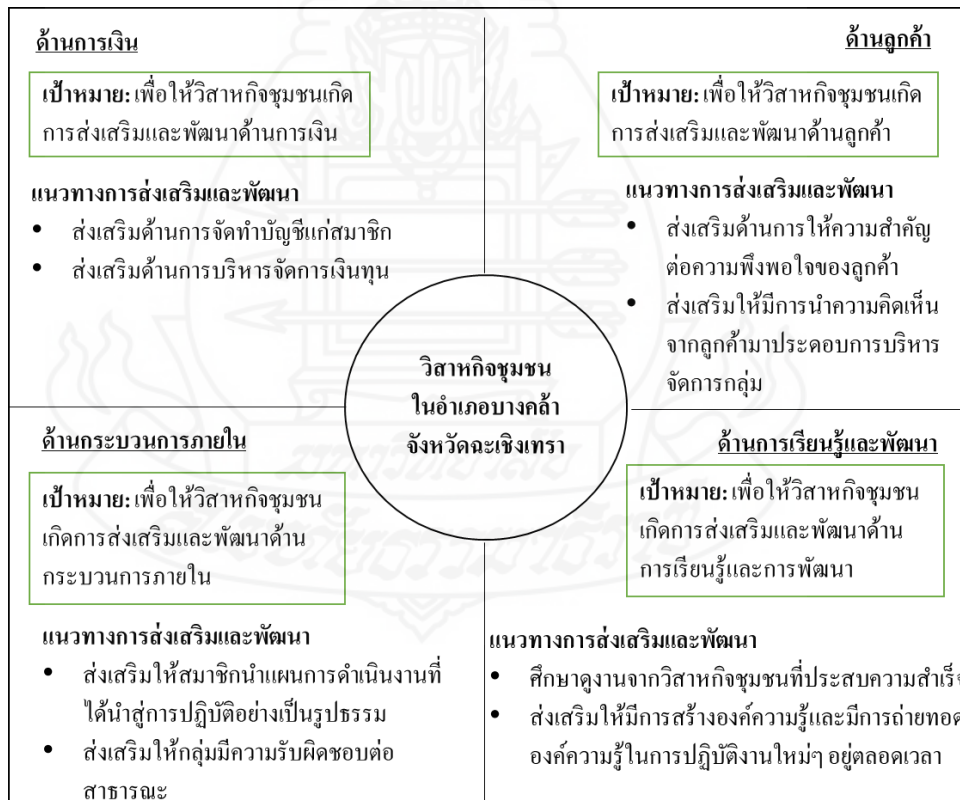 ด้านการเงิน
เป้าหมาย: เพื่อให้วิสาหกิจชุมชนเกิด
การส่งเสริมและพัฒนาด้านการเงิน
แนวทางการส่งเสริมและพัฒนา
• ส่งเสริมด้านการจัดทำบัญชีแก่สมาชิก
• ส่งเสริมด้านการบริหารจัดการเงินทุน
ด้านลูกค้า
เป้าหมาย: เพื่อให้วิสาหกิจชุมชนเกิด
การส่งเสริมและพัฒนาด้านลูกค้า
แนวทางการส่งเสริมและพัฒนา
• ส่งเสริมด้านการให้ความสำคัญ
ต่อความพึงพอใจของลูกค้า
• ส่งเสริมให้มีการนำความคิดเห็น
จากลูกค้ามาประดอบการบริหาร
จัดการกลุ่ม
วิสาหกิจชุมชน
ในอำเภอบางคล้า
จังหวัดฉะเชิงเทรา
ด้านกระบวนการภายใน
เป้าหมาย: เพื่อให้วิสาหกิจชุมชน
เกิดการส่งเสริมและพัฒนาด้าน
กระบวนการภายใน
แนวทางการส่งเสริมและพัฒนา
• ส่งเสริมให้สมาชิกนำแผนการดำเนินงานที่
ได้นำสู่การปฏิบัติอย่างเป็นรูปธรรม
• ส่งเสริมให้กลุ่มมีความรับผิดชอบต่อ
สาธารณะ
ด้านการเรียนรู้และพัฒนา
เป้าหมาย: เพื่อให้วิสาหกิจชุมชน
เกิดการส่งเสริมและพัฒนาด้าน
การเรียนรู้และการพัฒนา
แนวทางการส่งเสริมและพัฒนา
• ศึกษาดูงานจากวิสาหกิจชุมชนที่ประสบความสำเร็จ
• ส่งเสริมให้มีการสร้างองค์ความรู้และมีการถ่ายทอด
องค์ความรู้ในการปฏิบัติงานใหม่ๆ อยู่ตลอดเวลา